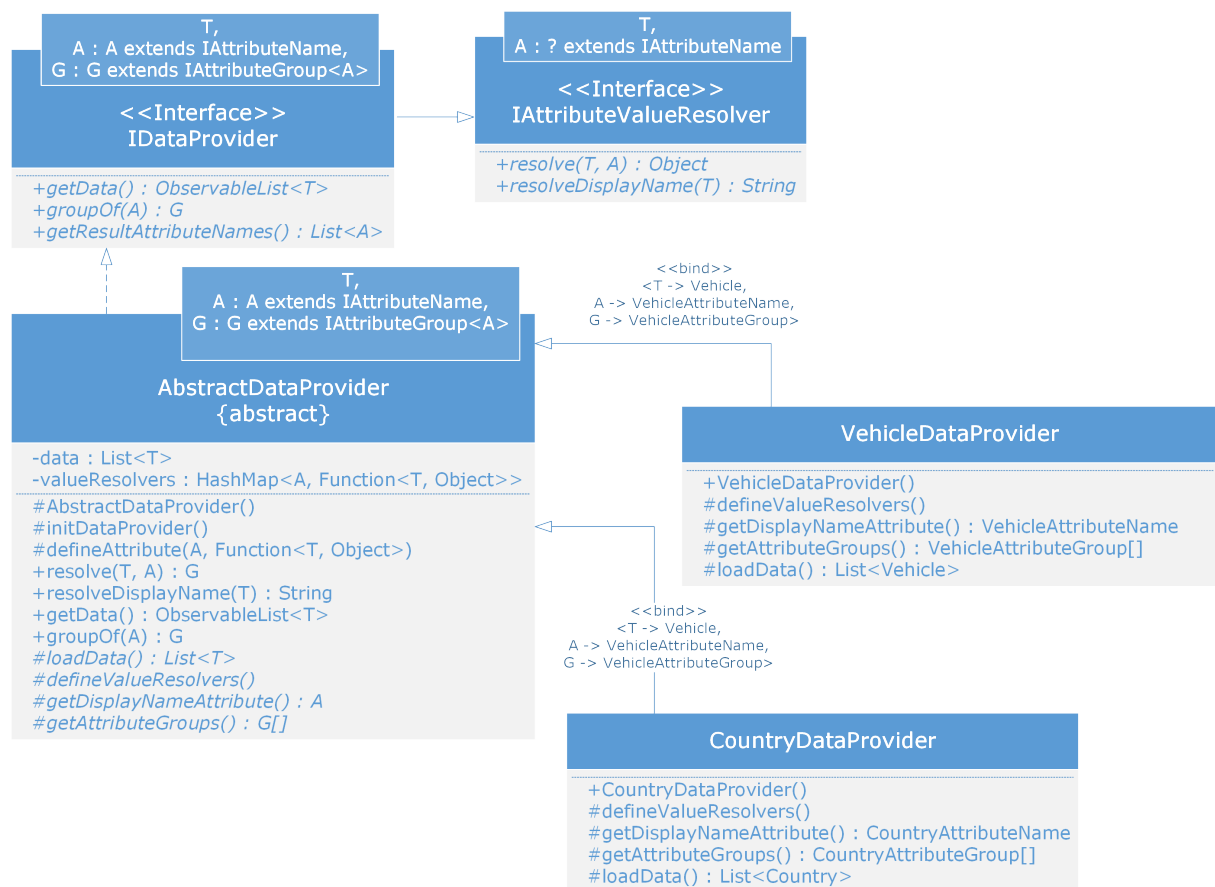 T,
A : A extends IAttributeName,
G : G extends IAttributeGroup<A>
<<Interface>>
IDataProvider
+getData() : ObservableList<T>
+groupOf(A) : G
+getResultAttributeNames() : List<A>
T,
A : ? extends IAttributeName
<<Interface>>
IAttributeValueResolver
+resolve(T, A) : Object
+resolveDisplayName(T) : String
T,
A : A extends IAttributeName,
G : G extends IAttributeGroup<A>
AbstractDataProvider
{abstract}
-data : List<T>
-valueResolvers : HashMap<A, Function<T, Object>>
#AbstractDataProvider()
#initDataProvider()
#defineAttribute(A, Function<T, Object>)
+resolve(T, A) : G
+resolveDisplayName(T) : String
+getData() : ObservableList<T>
+groupOf(A) : G
#loadData() : List<T>
#defineValueResolvers()
#getDisplayNameAttribute() : A
#getAttributeGroups() : G[]
<<bind>>
<T -> Vehicle,
A -> VehicleAttributeName,
G -> VehicleAttributeGroup>
VehicleDataProvider
+VehicleDataProvider()
#defineValueResolvers()
#getDisplayNameAttribute() : VehicleAttributeName
#getAttributeGroups() : VehicleAttributeGroup[]
#loadData() : List<Vehicle>
<<bind>>
<T -> Vehicle,
A -> VehicleAttributeName,
G -> VehicleAttributeGroup>
CountryDataProvider
+CountryDataProvider()
#defineValueResolvers()
#getDisplayNameAttribute() : CountryAttributeName
#getAttributeGroups() : CountryAttributeGroup[]
#loadData() : List<Country>